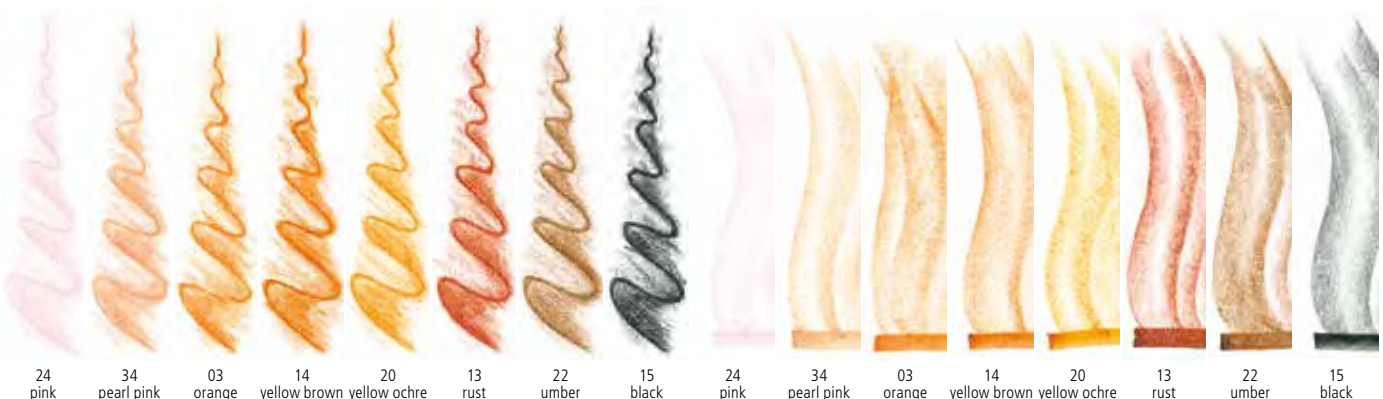 24 34 03 14 20 13 22 15 24 34 03 14 20 13 22 15
pink pearl pink orange yellow brown yellow ochre rust umber black pink pearl pink orange yellow brown yellow ochre rust umber black